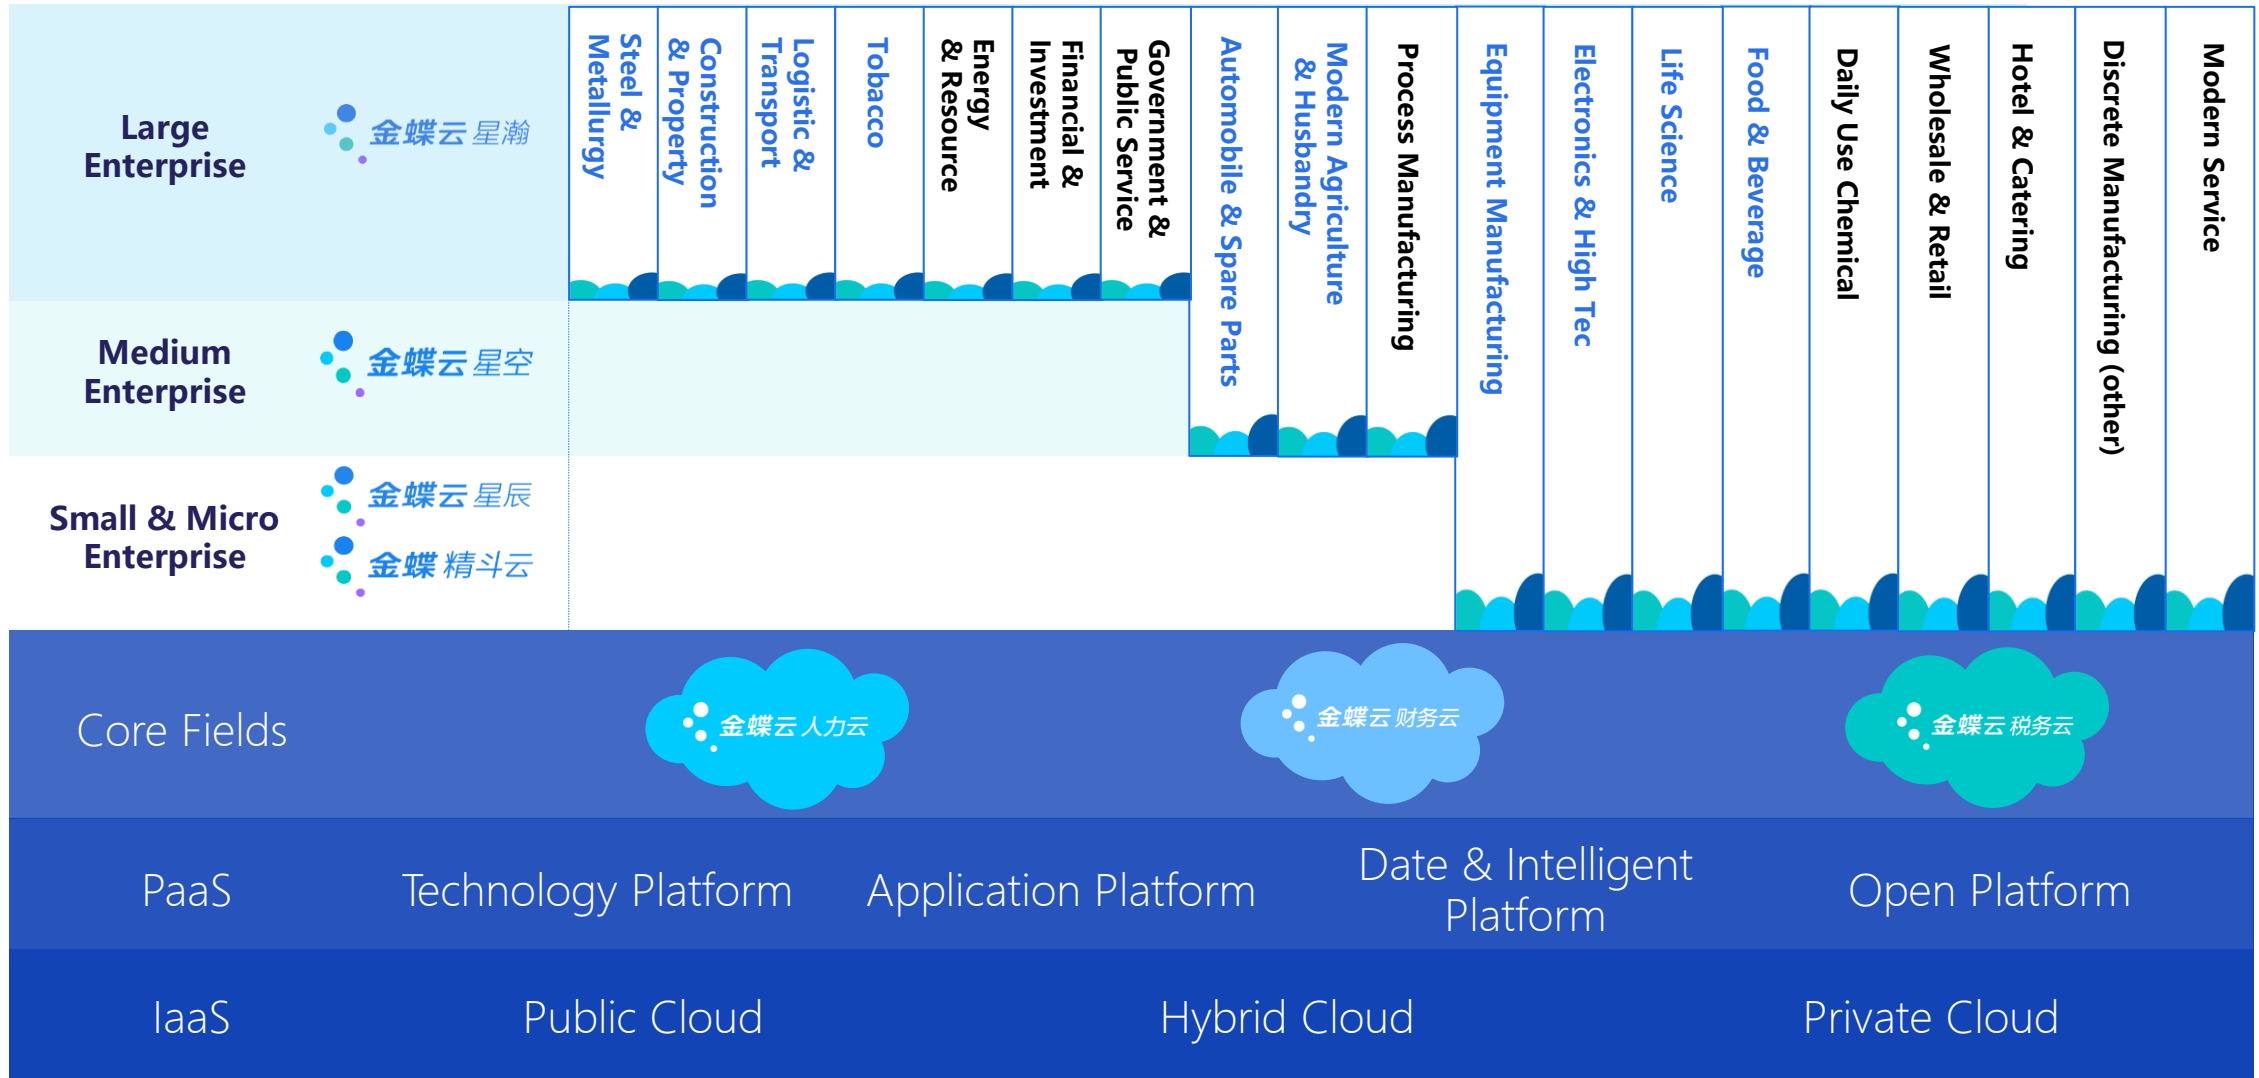 Large
Enterprise
金蝶云 星瀚
Steel &
Metallurgy
Construction
& Property
Logistic &
Transport
Tobacco
Energy
& Resource
Financial &
Investment
Government &
Public Service
Automobile & Spare Parts
Modern Agriculture
& Husbandry
Process Manufacturing
Equipment Manufacturing
Electronics & High Tec
Life Science
Food & Beverage
Daily Use Chemical
Wholesale & Retail
Hotel & Catering
Discrete Manufacturing (other)
Modern Service
Medium
Enterprise
金蝶云 星空
Small & Micro
Enterprise
金蝶云 星辰
金蝶 精斗云
Core Fields
金蝶云 人力云
金蝶云 财务云
金蝶云 税务云
PaaS
Technology Platform
Application Platform
Date & Intelligent
Platform
Open Platform
IaaS
Public Cloud
Hybrid Cloud
Private Cloud